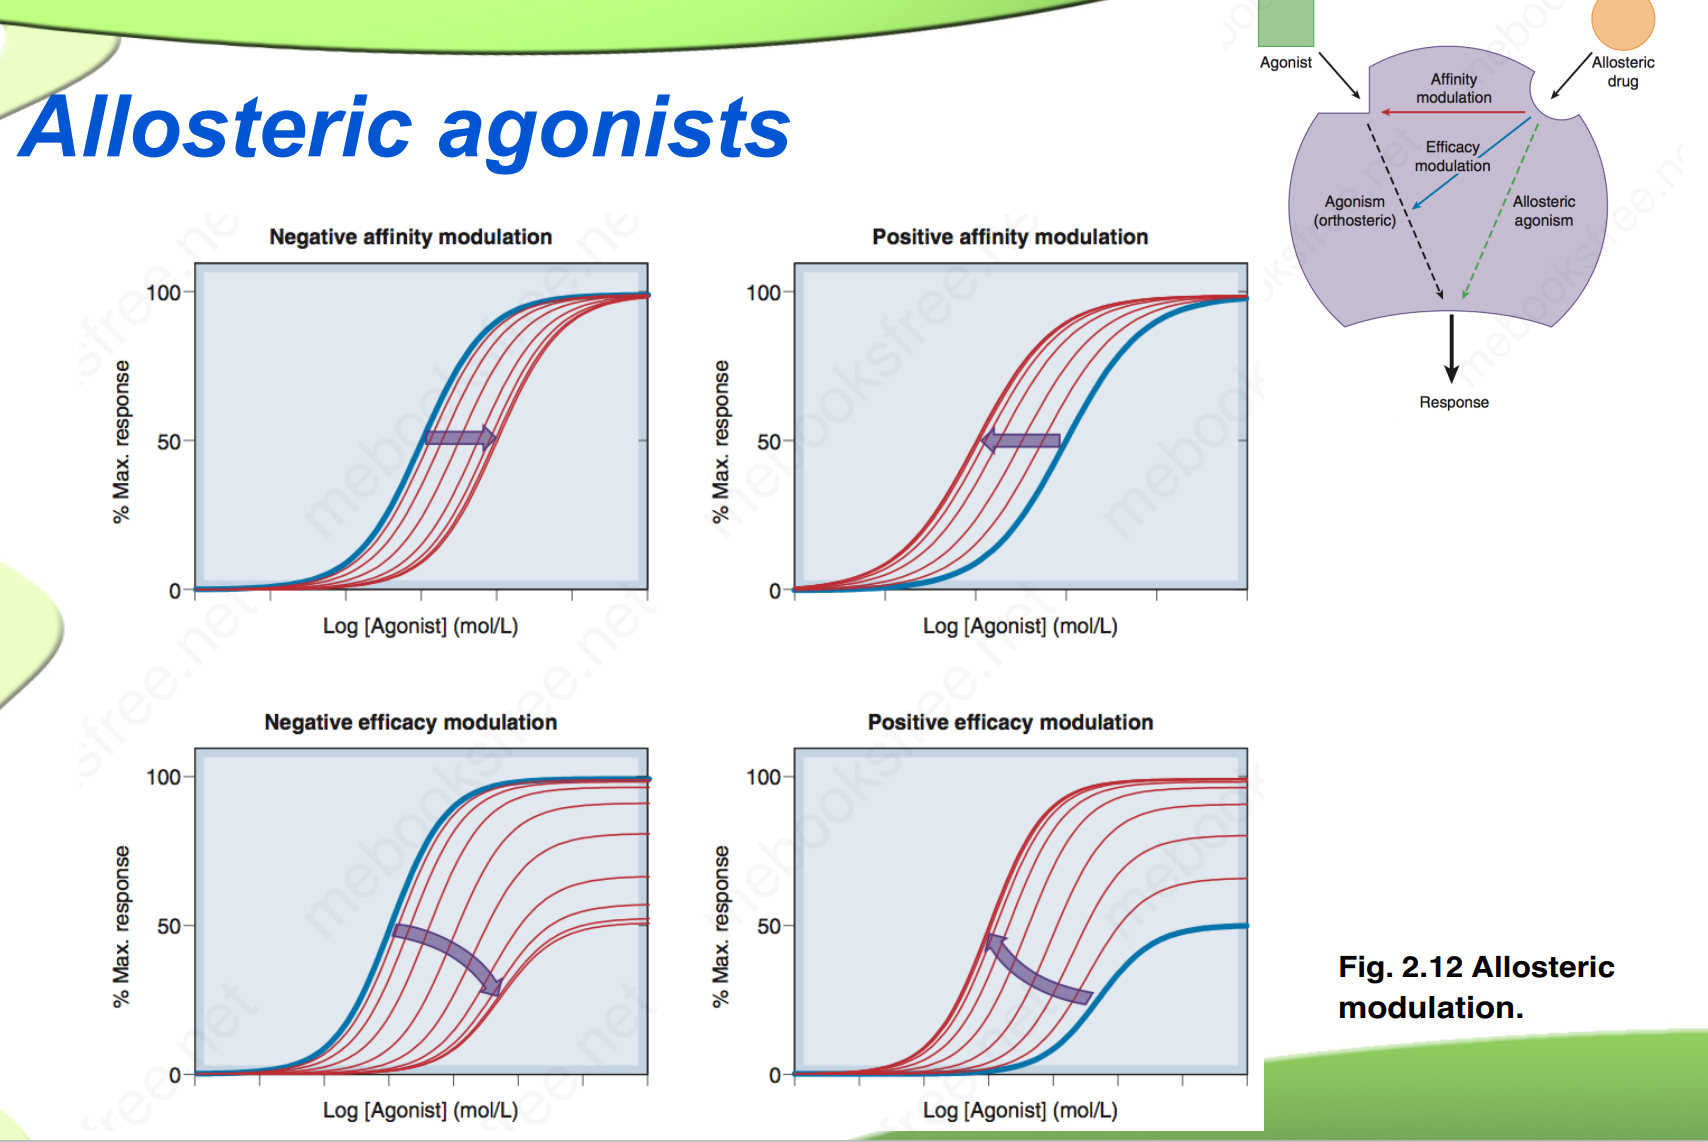 Allosteric agonists
Agonist
Allosteric
drug
Affinity
modulation
Efficacy
modulation
Agonism
(orthosteric)
Allosteric
agonism
Response
Negative affinity modulation
100
50
0
% Max. response
Log [Agonist] (mol/L)
Positive affinity modulation
100
50
0
% Max. response
Log [Agonist] (mol/L)
Negative efficacy modulation
100
50
0
% Max. response
Log [Agonist] (mol/L)
Positive efficacy modulation
100
50
0
% Max. response
Log [Agonist] (mol/L)
Fig. 2.12 Allosteric
modulation.
mebooksfree.net